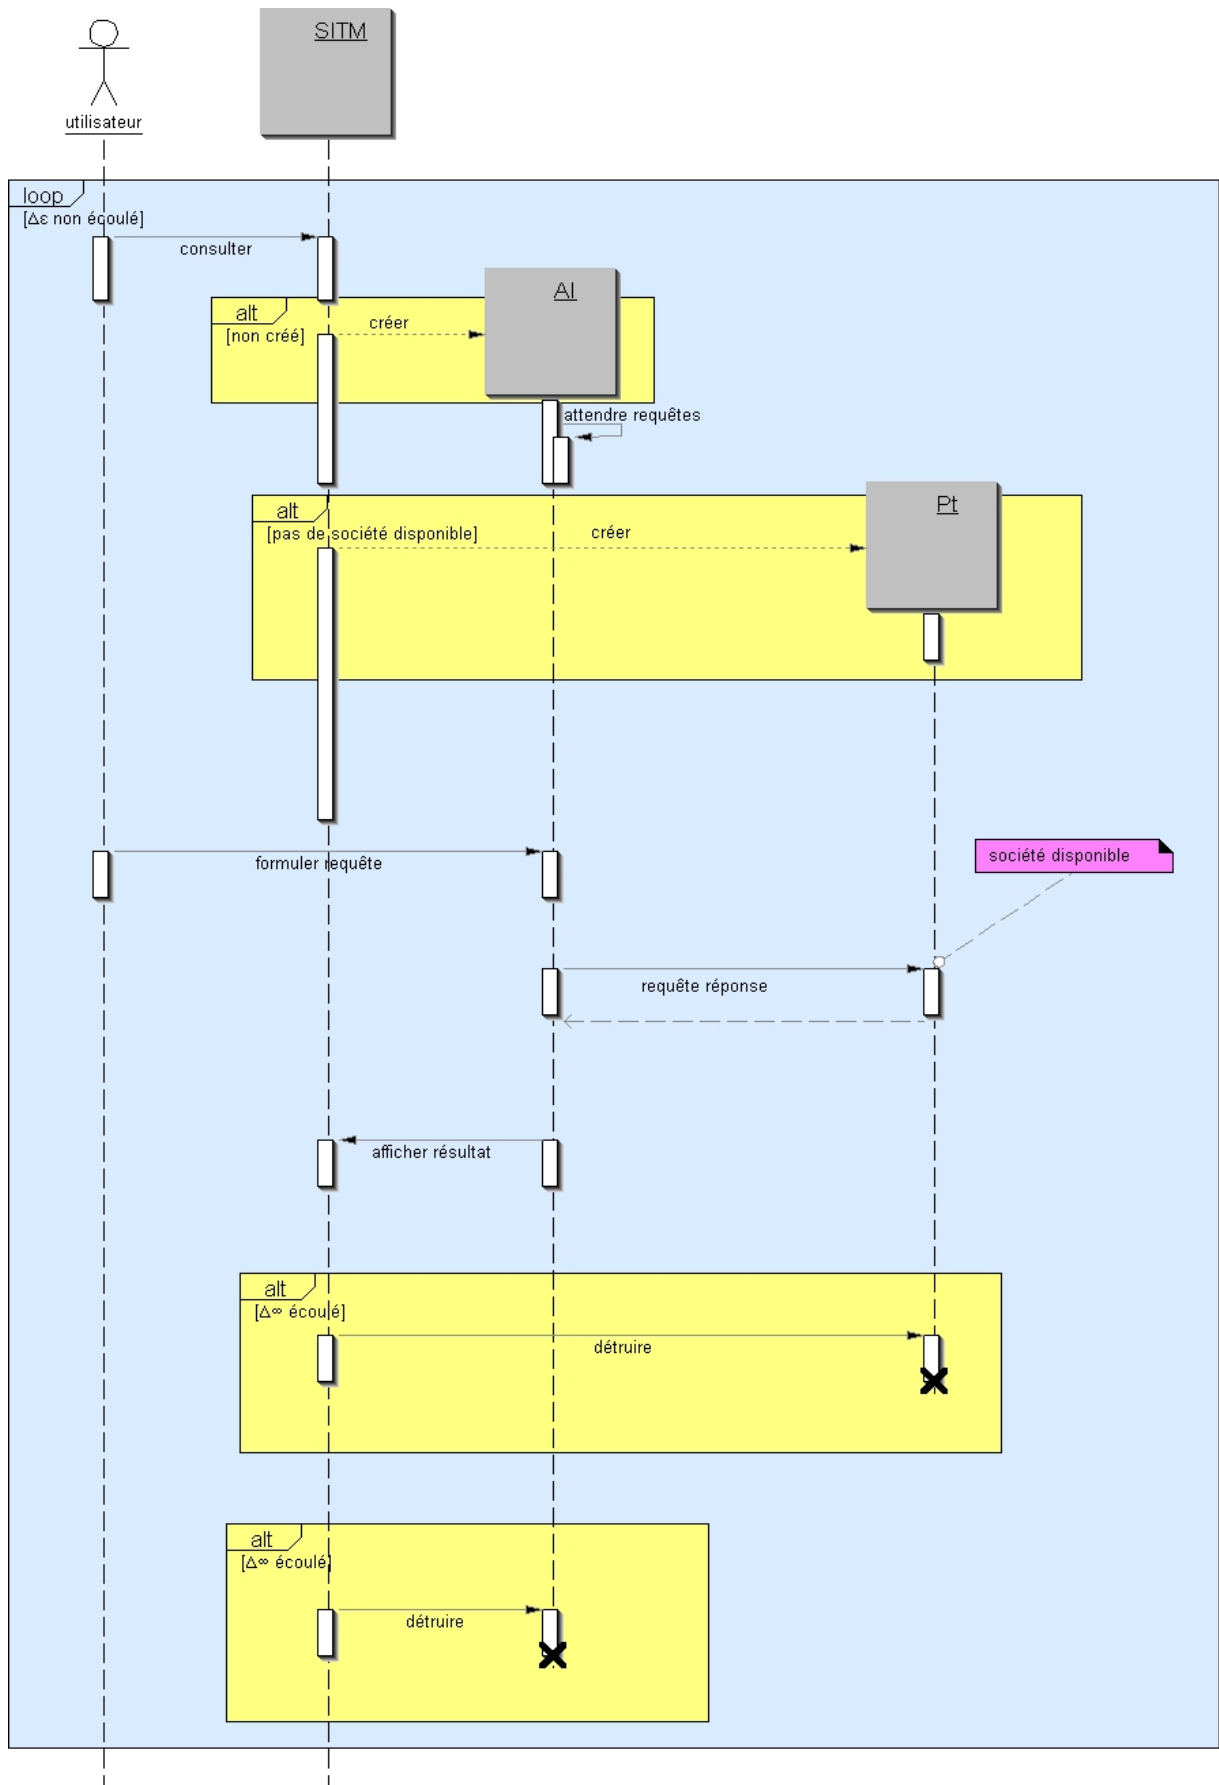 SITM
utilisateur
loop
[Δε non écoulé]
consulter
AI
alt
créer
[non créé]
attendre requêtes
Pt
alt
[pas de société disponible]
créer
formuler requête
société disponible
requête réponse
afficher résultat
alt
[Δ∞ écoulé]
détruire
alt
[Δ∞ écoulé]
détruire